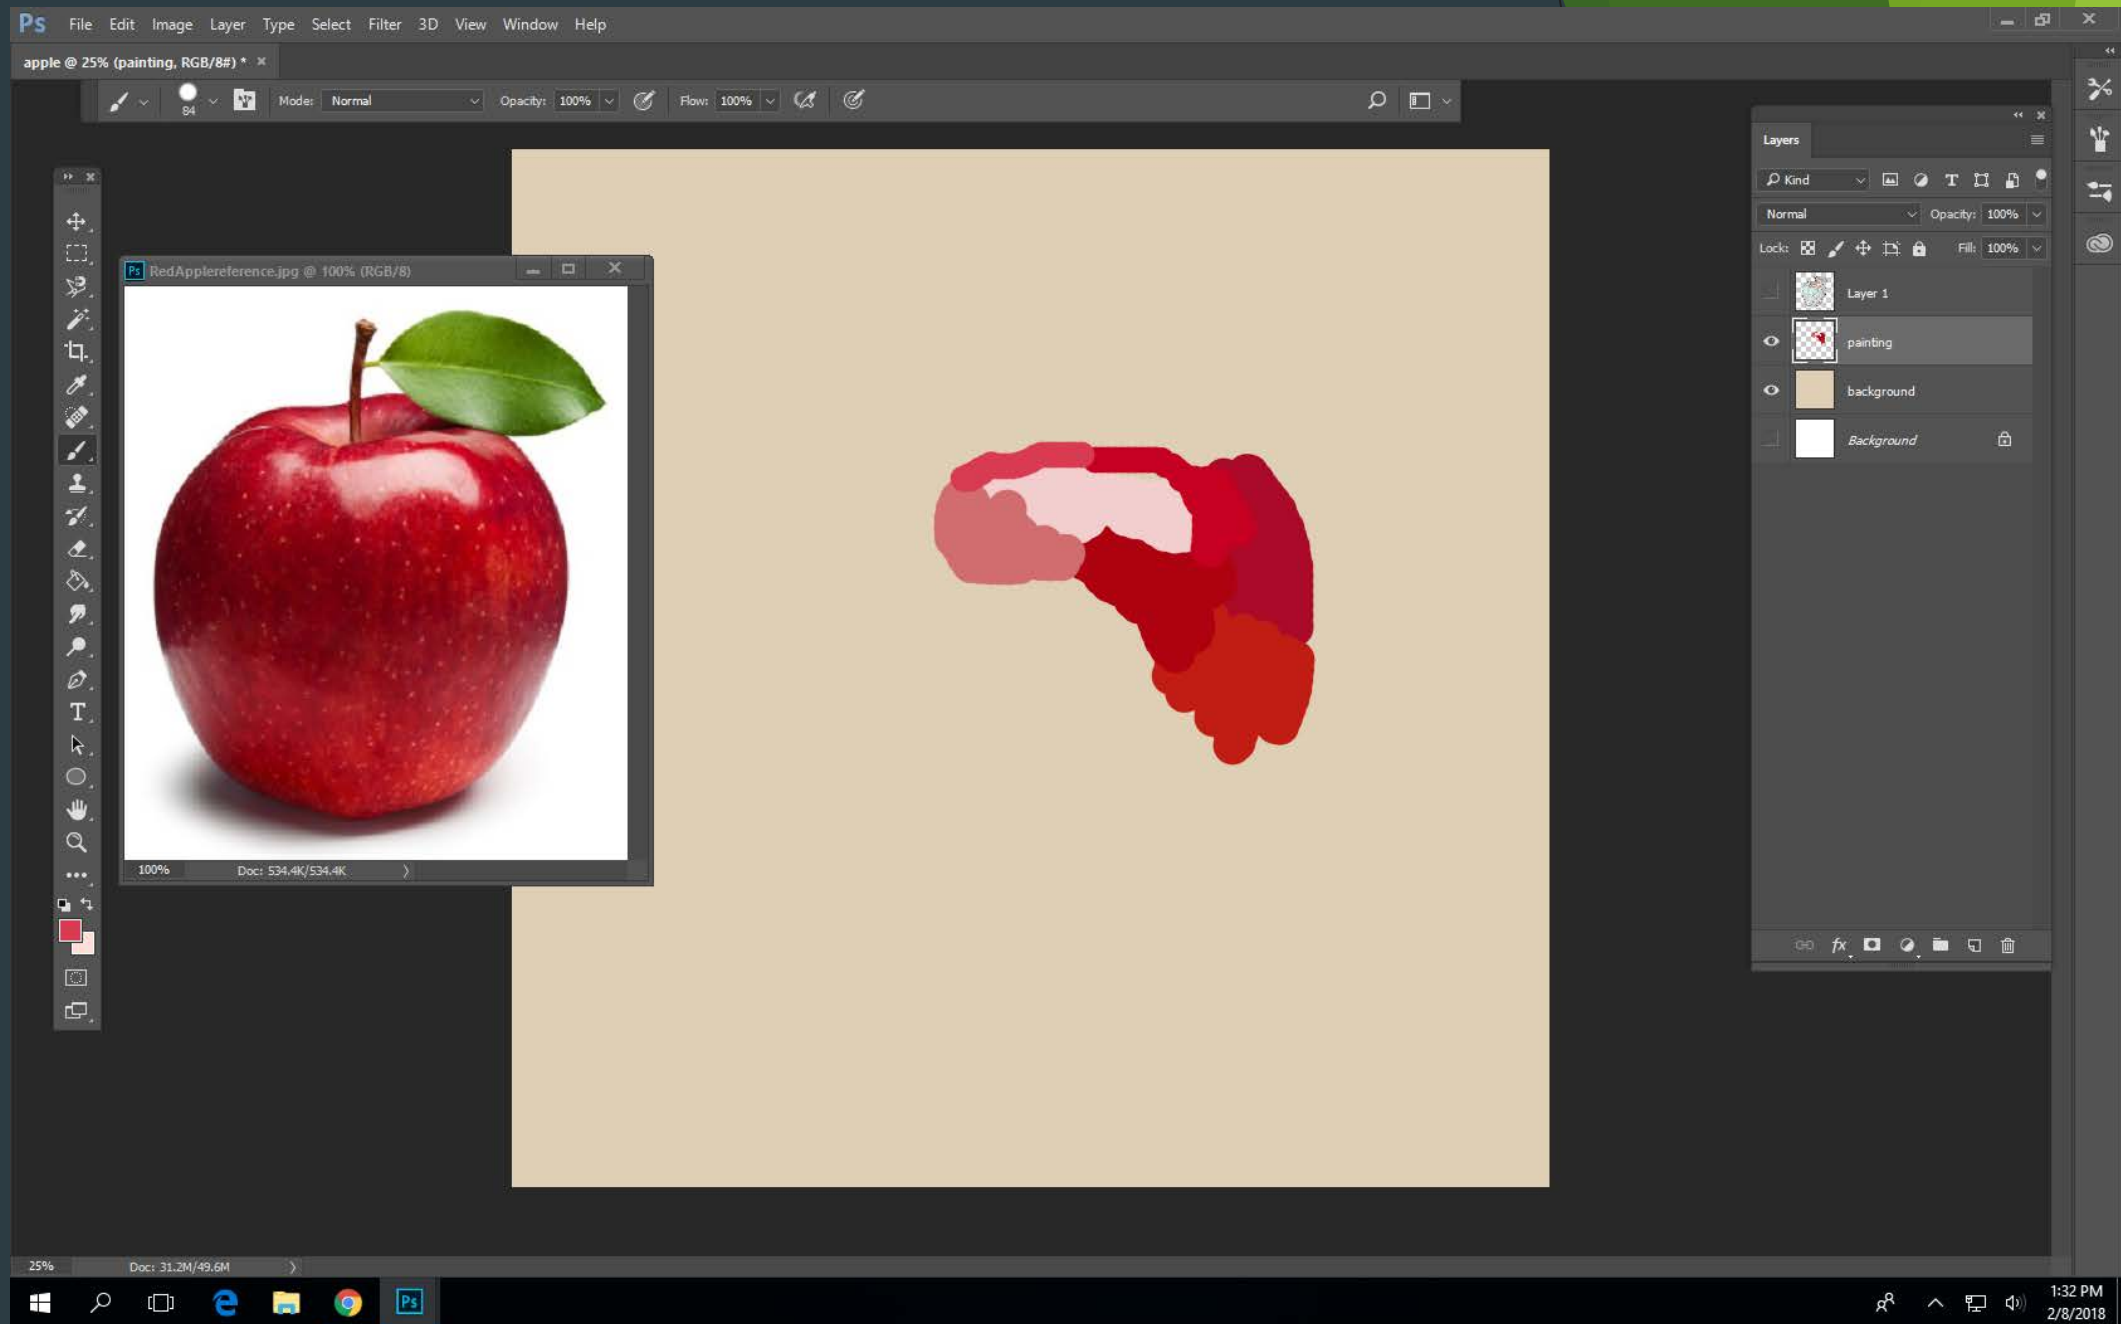 Ps File Edit Image Layer Type Select Filter 3D View Window Help
apple @ 25% (painting, RGB/8#) * ×
84 Mode: Normal Opacity: 100% Flow: 100%
Layers
Kind
Normal Opacity: 100%
Lock: Fill: 100%
Layer 1
painting
background
Background
Ps RedApplereference.jpg @ 100% (RGB/8)
100% Doc: 534.4K/534.4K
T
fx
25% Doc: 31.2M/49.6M
Ps
1:32 PM
2/8/2018